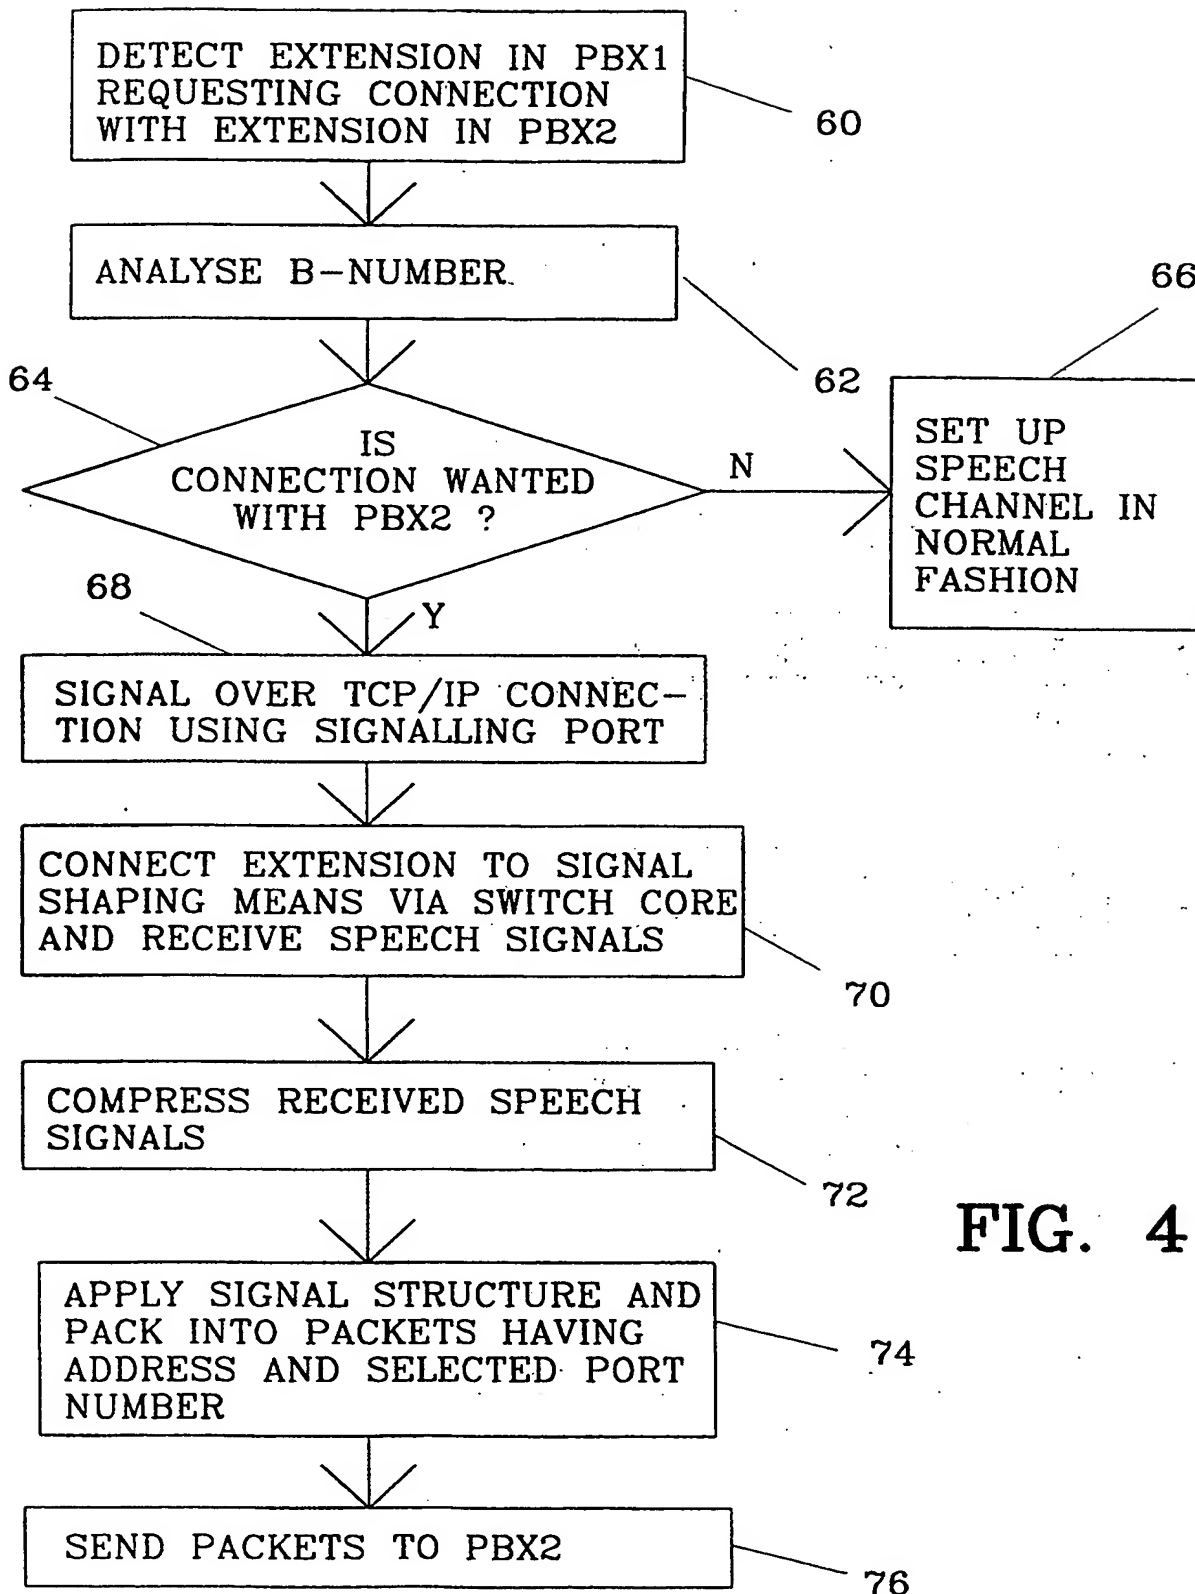 DETECT EXTENSION IN PBX1
REQUESTING CONNECTION
WITH EXTENSION IN PBX2
60
ANALYSE B-NUMBER
62
66
64
IS
CONNECTION WANTED
WITH PBX2 ?
N
SET UP
SPEECH
CHANNEL IN
NORMAL
FASHION
68
Y
SIGNAL OVER TCP/IP CONNEC-
TION USING SIGNALLING PORT
CONNECT EXTENSION TO SIGNAL
SHAPING MEANS VIA SWITCH CORE
AND RECEIVE SPEECH SIGNALS
70
COMPRESS RECEIVED SPEECH
SIGNALS
72
FIG. 4
APPLY SIGNAL STRUCTURE AND
PACK INTO PACKETS HAVING
ADDRESS AND SELECTED PORT
NUMBER
74
SEND PACKETS TO PBX2
76